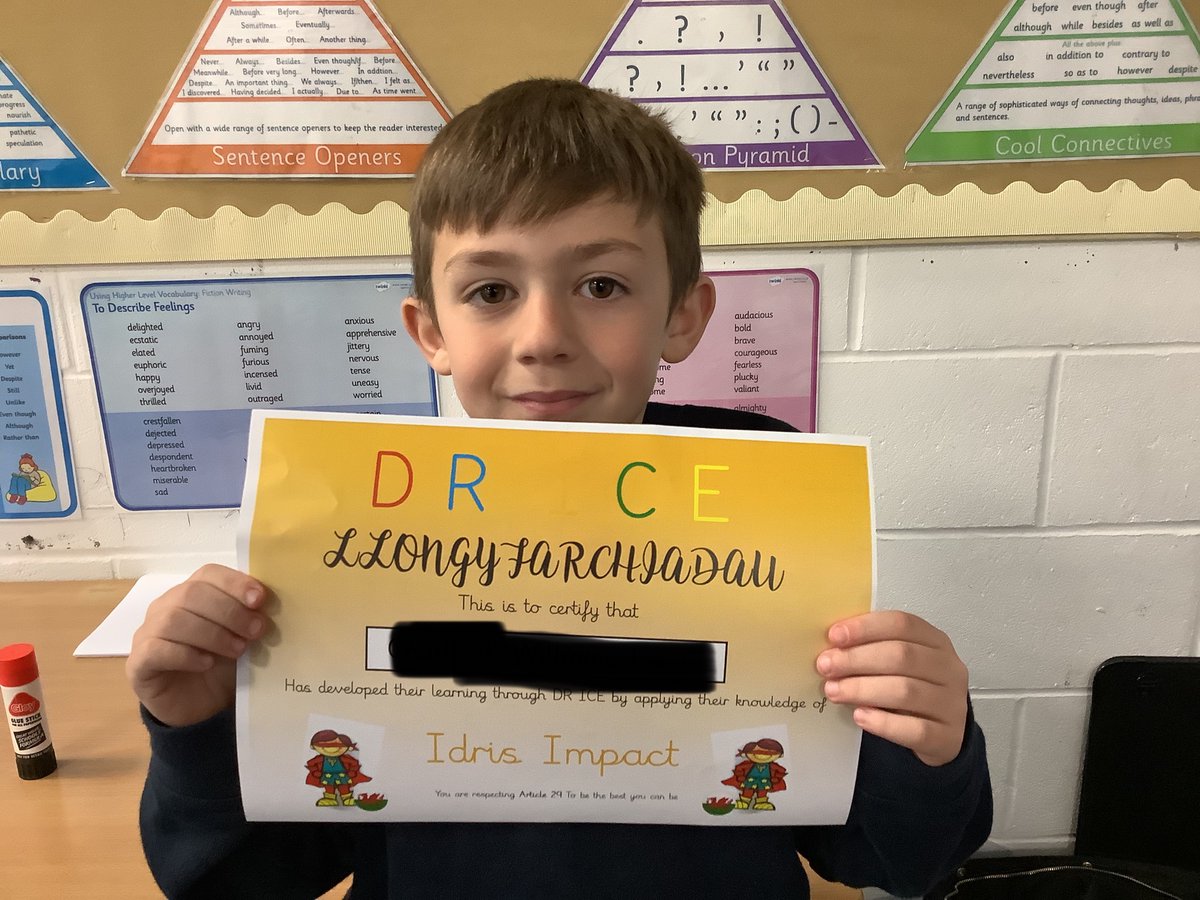 Although... Before... Afterwards...
Sometimes... Eventually...
After a while... Often... Another thing...
Never... Always... Besides... Even though/if... Before...
Meanwhile... Before very long... However... In addition...
Despite... An important thing... We always... If/then... I felt as
I discovered... Having decided... I actually... Due to... As time went...
Open with a wide range of sentence openers to keep the reader interested
Sentence Openers
progress
nourish
pathetic
speculation
. ? , !
? , ! ... ' “ ”
' “ ” : ; ( ) -
Pyramid
before even though after
although while besides as well as
All the above plus
also in addition to contrary to
nevertheless so as to however despite
A range of sophisticated ways of connecting thoughts, ideas,
and sentences.
Cool Connectives
Yet
Despite
Still
Unlike
Even though
Although
Rather than
Using Higher Level Vocabulary: Fiction Writing
To Describe Feelings
delighted
ecstatic
elated
euphoric
happy
overjoyed
thrilled
angry
annoyed
fuming
furious
incensed
livid
outraged
anxious
apprehensive
jittery
nervous
tense
uneasy
worried
crestfallen
dejected
depressed
despondent
heartbroken
miserable
sad
audacious
bold
brave
courageous
fearless
plucky
valiant
almighty
DR CE
LLONGYFARCHIADAU
This is to certify that
Has developed their learning through DR ICE by applying their knowledge of
Idris Impact
You are respecting Article 29 To be the best you can be
Gloy
GLUE STICK